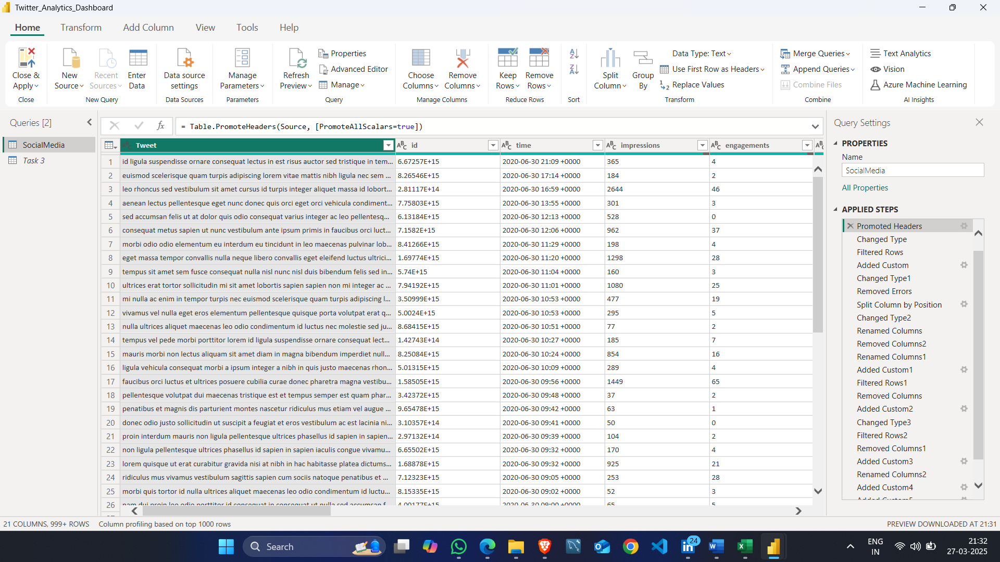 Twitter_Analytics_Dashboard
Home Transform Add Column View Tools Help
Close & Apply
Close
New Source
Recent Sources
Enter Data
New Query
Data source settings
Data Sources
Manage Parameters
Parameters
Refresh Preview
Properties
Advanced Editor
Manage
Query
Choose Columns
Remove Columns
Manage Columns
Keep Rows
Remove Rows
Reduce Rows
Sort
Split Column
Group By
Data Type: Text
Use First Row as Headers
Replace Values
Transform
Merge Queries
Append Queries
Combine Files
Combine
Text Analytics
Vision
Azure Machine Learning
AI Insights
Queries [2]
SocialMedia
Task 3
fx = Table.PromoteHeaders(Source, [PromoteAllScalars=true])
Tweet id time impressions engagements
1 id ligula suspendisse ornare consequat lectus in est risus auctor sed tristique in tem... 6.67257E+15 2020-06-30 21:09 +0000 365 4
2 euismod scelerisque quam turpis adipiscing lorem vitae mattis nibh ligula nec sem ... 8.26546E+15 2020-06-30 17:14 +0000 184 2
3 leo rhoncus sed vestibulum sit amet cursus id turpis integer aliquet massa id lobort... 2.81117E+14 2020-06-30 16:59 +0000 2644 46
4 aenean lectus pellentesque eget nunc donec quis orci eget orci vehicula condiment... 7.75803E+15 2020-06-30 13:55 +0000 301 3
5 sed accumsan felis ut at dolor quis odio consequat varius integer ac leo pellentesq... 6.13184E+15 2020-06-30 12:13 +0000 528 0
6 consequat metus sapien ut nunc vestibulum ante ipsum primis in faucibus orci luct... 7.1582E+15 2020-06-30 12:06 +0000 962 37
7 morbi odio odio elementum eu interdum eu tincidunt in leo maecenas pulvinar lob... 8.41266E+15 2020-06-30 11:29 +0000 198 4
8 eget massa tempor convallis nulla neque libero convallis eget eleifend luctus ultrici... 1.69774E+15 2020-06-30 11:20 +0000 1298 28
9 tempus sit amet sem fusce consequat nulla nisl nunc nisl duis bibendum felis sed in... 5.74E+15 2020-06-30 11:04 +0000 160 3
10 ultrices erat tortor sollicitudin mi sit amet lobortis sapien sapien non mi integer ac ... 7.94192E+15 2020-06-30 11:01 +0000 1080 25
11 mi nulla ac enim in tempor turpis nec euismod scelerisque quam turpis adipiscing l... 3.50999E+15 2020-06-30 10:53 +0000 477 19
12 vivamus vel nulla eget eros elementum pellentesque quisque porta volutpat erat q... 5.0024E+15 2020-06-30 10:53 +0000 295 5
13 nulla ultrices aliquet maecenas leo odio condimentum id luctus nec molestie sed ju... 8.68415E+15 2020-06-30 10:51 +0000 77 2
14 tempus vel pede morbi porttitor lorem id ligula suspendisse ornare consequat lect... 1.42743E+14 2020-06-30 10:27 +0000 185 7
15 mauris morbi non lectus aliquam sit amet diam in magna bibendum imperdiet null... 8.25084E+15 2020-06-30 10:24 +0000 854 16
16 ligula vehicula consequat morbi a ipsum integer a nibh in quis justo maecenas rhon... 5.01315E+15 2020-06-30 10:09 +0000 289 4
17 faucibus orci luctus et ultrices posuere cubilia curae donec pharetra magna vestibu... 1.58505E+15 2020-06-30 09:56 +0000 1449 65
18 pellentesque volutpat dui maecenas tristique est et tempus semper est quam phar... 3.42372E+15 2020-06-30 09:48 +0000 37 2
19 penatibus et magnis dis parturient montes nascetur ridiculus mus etiam vel augue ... 9.65478E+15 2020-06-30 09:42 +0000 63 1
20 donec odio justo sollicitudin ut suscipit a feugiat et eros vestibulum ac est lacinia ni... 3.10357E+14 2020-06-30 09:41 +0000 50 0
21 proin interdum mauris non ligula pellentesque ultrices phasellus id sapien in sapien... 2.97132E+14 2020-06-30 09:39 +0000 104 2
22 non ligula pellentesque ultrices phasellus id sapien in sapien iaculis congue vivamu... 6.65502E+15 2020-06-30 09:32 +0000 170 4
23 lorem quisque ut erat curabitur gravida nisi at nibh in hac habitasse platea dictums... 1.68878E+15 2020-06-30 09:32 +0000 925 21
24 ridiculus mus vivamus vestibulum sagittis sapien cum sociis natoque penatibus et ... 7.12323E+15 2020-06-30 09:05 +0000 253 28
25 morbi quis tortor id nulla ultrices aliquet maecenas leo odio condimentum id luctu... 8.15335E+15 2020-06-30 09:02 +0000 52 3
26 nam dui proin leo odio porttitor id consequat in consequat ut nulla sed accumsan f... 4.00177E+15 2020-06-30 09:00 +0000 65 5
Query Settings
PROPERTIES
Name
SocialMedia
All Properties
APPLIED STEPS
Promoted Headers
Changed Type
Filtered Rows
Added Custom
Changed Type1
Removed Errors
Split Column by Position
Changed Type2
Renamed Columns
Removed Columns2
Renamed Columns1
Added Custom1
Filtered Rows1
Removed Columns
Added Custom2
Changed Type3
Filtered Rows2
Removed Columns1
Added Custom3
Renamed Columns2
Added Custom4
Added Custom5
21 COLUMNS, 999+ ROWS Column profiling based on top 1000 rows PREVIEW DOWNLOADED AT 21:31
Search
24
ENG
IN
21:32
27-03-2025